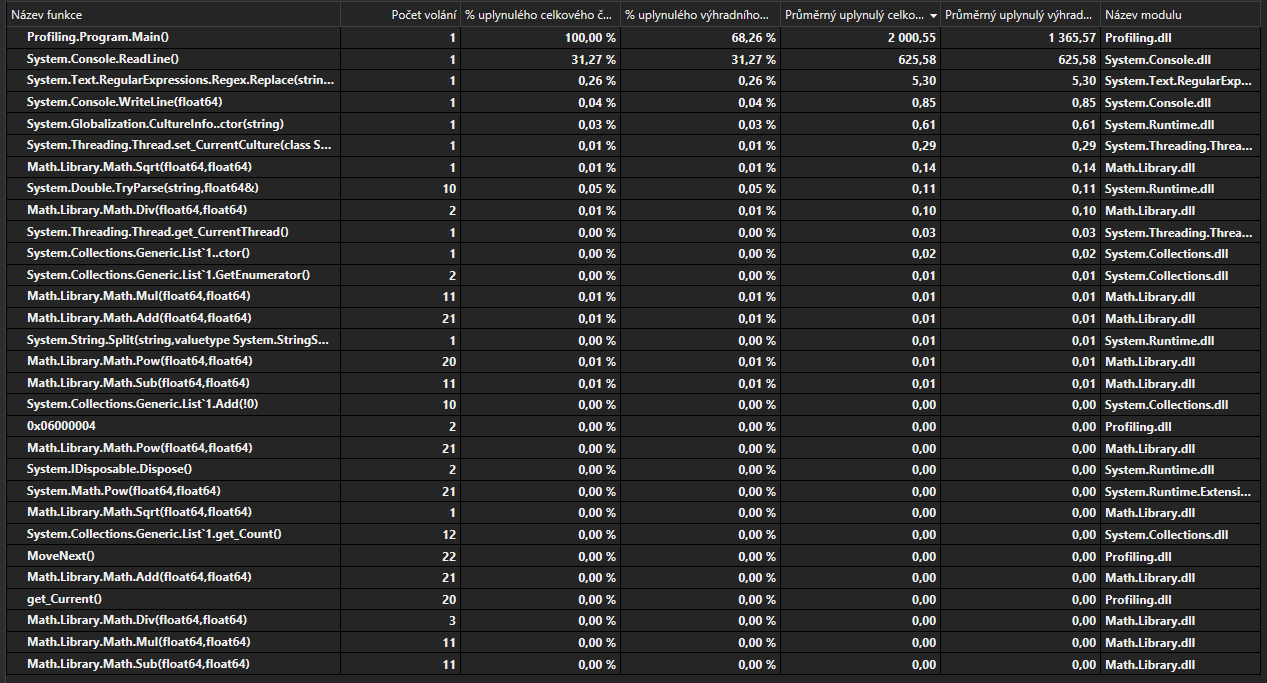 Název funkce Počet volání % uplynulého celkového č... % uplynulého výhradního... Průměrný uplynulý celko... Průměrný uplynulý výhrad... Název modulu
Profiling.Program.Main() 1 100,00 % 68,26 % 2 000,55 1 365,57 Profiling.dll
System.Console.ReadLine() 1 31,27 % 31,27 % 625,58 625,58 System.Console.dll
System.Text.RegularExpressions.Regex.Replace(strin... 1 0,26 % 0,26 % 5,30 5,30 System.Text.RegularExp...
System.Console.WriteLine(float64) 1 0,04 % 0,04 % 0,85 0,85 System.Console.dll
System.Globalization.CultureInfo..ctor(string) 1 0,03 % 0,03 % 0,61 0,61 System.Runtime.dll
System.Threading.Thread.set_CurrentCulture(class S... 1 0,01 % 0,01 % 0,29 0,29 System.Threading.Threa...
Math.Library.Math.Sqrt(float64,float64) 1 0,01 % 0,01 % 0,14 0,14 Math.Library.dll
System.Double.TryParse(string,float64&) 10 0,05 % 0,05 % 0,11 0,11 System.Runtime.dll
Math.Library.Math.Div(float64,float64) 2 0,01 % 0,01 % 0,10 0,10 Math.Library.dll
System.Threading.Thread.get_CurrentThread() 1 0,00 % 0,00 % 0,03 0,03 System.Threading.Threa...
System.Collections.Generic.List`1..ctor() 1 0,00 % 0,00 % 0,02 0,02 System.Collections.dll
System.Collections.Generic.List`1.GetEnumerator() 2 0,00 % 0,00 % 0,01 0,01 System.Collections.dll
Math.Library.Math.Mul(float64,float64) 11 0,01 % 0,01 % 0,01 0,01 Math.Library.dll
Math.Library.Math.Add(float64,float64) 21 0,01 % 0,01 % 0,01 0,01 Math.Library.dll
System.String.Split(string,valuetype System.StringS... 1 0,00 % 0,00 % 0,01 0,01 System.Runtime.dll
Math.Library.Math.Pow(float64,float64) 20 0,01 % 0,01 % 0,01 0,01 Math.Library.dll
Math.Library.Math.Sub(float64,float64) 11 0,01 % 0,01 % 0,01 0,01 Math.Library.dll
System.Collections.Generic.List`1.Add(!0) 10 0,00 % 0,00 % 0,00 0,00 System.Collections.dll
0x06000004 2 0,00 % 0,00 % 0,00 0,00 Profiling.dll
Math.Library.Math.Pow(float64,float64) 21 0,00 % 0,00 % 0,00 0,00 Math.Library.dll
System.IDisposable.Dispose() 2 0,00 % 0,00 % 0,00 0,00 System.Runtime.dll
System.Math.Pow(float64,float64) 21 0,00 % 0,00 % 0,00 0,00 System.Runtime.Extensi...
Math.Library.Math.Sqrt(float64,float64) 1 0,00 % 0,00 % 0,00 0,00 Math.Library.dll
System.Collections.Generic.List`1.get_Count() 12 0,00 % 0,00 % 0,00 0,00 System.Collections.dll
MoveNext() 22 0,00 % 0,00 % 0,00 0,00 Profiling.dll
Math.Library.Math.Add(float64,float64) 21 0,00 % 0,00 % 0,00 0,00 Math.Library.dll
get_Current() 20 0,00 % 0,00 % 0,00 0,00 Profiling.dll
Math.Library.Math.Div(float64,float64) 3 0,00 % 0,00 % 0,00 0,00 Math.Library.dll
Math.Library.Math.Mul(float64,float64) 11 0,00 % 0,00 % 0,00 0,00 Math.Library.dll
Math.Library.Math.Sub(float64,float64) 11 0,00 % 0,00 % 0,00 0,00 Math.Library.dll